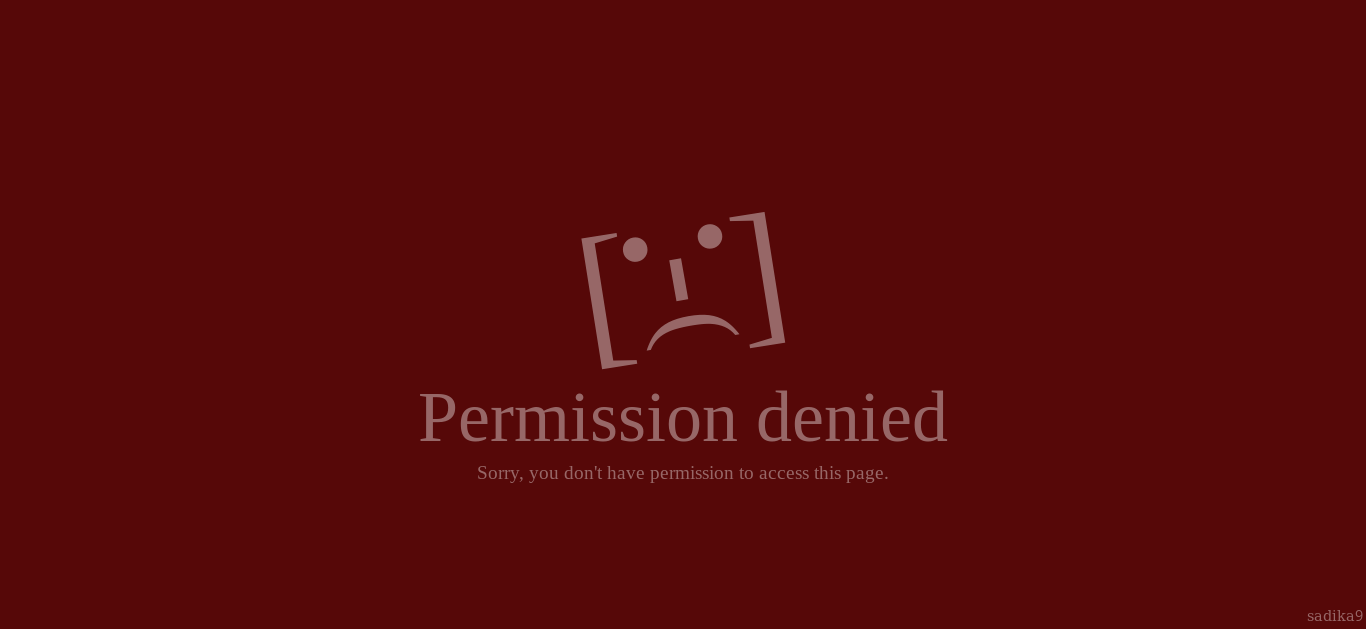 Permission denied
Sorry, you don't have permission to access this page.
sadika9